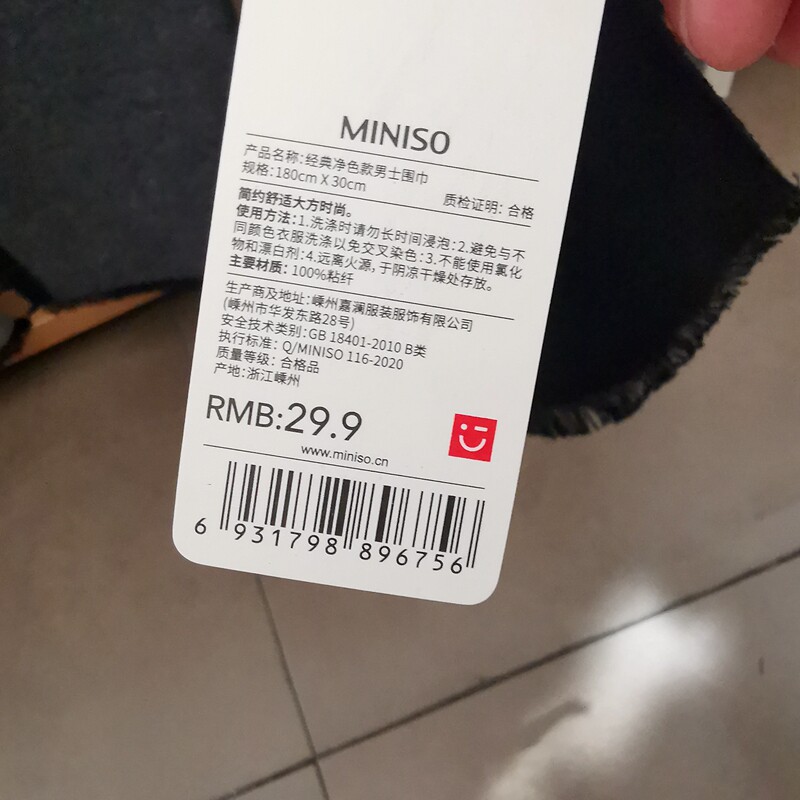 MINISO
产品名称:经典净色款男士围巾
规格:180cm X 30cm
质检证明: 合格
简约舒适大方时尚。
使用方法:1.洗涤时请勿长时间浸泡:2.避免与不
同颜色衣服洗涤以免交叉染色:3.不能使用氯化
物和漂白剂:4.远离火源,于阴凉干燥处存放。
主要材质: 100%粘纤
生产商及地址: 嵊州嘉澜服装服饰有限公司
(嵊州市华发东路28号)
安全技术类别:GB 18401-2010 B类
执行标准: Q/MINISO 116-2020
质量等级: 合格品
产地:浙江嵊州
RMB:29.9
www.miniso.cn
6 931798 896756